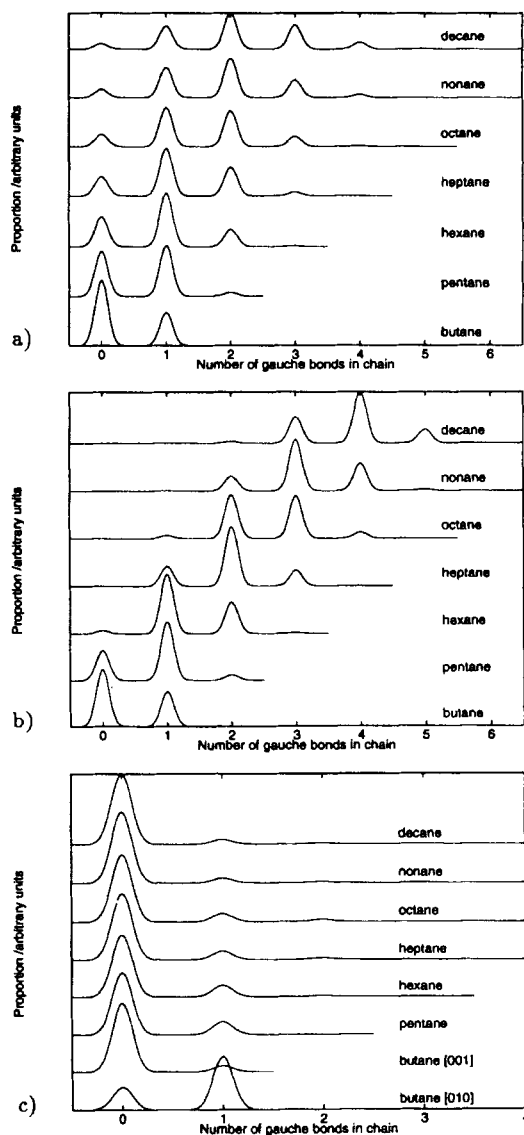 decane
nonane
octane
heptane
hexane
pentane
butane
Proportion /arbitrary units
0 1 2 3 4 5 6
Number of gauche bonds in chain
a)
decane
nonane
octane
heptane
hexane
pentane
butane
Proportion /arbitrary units
0 1 2 3 4 5 6
Number of gauche bonds in chain
b)
decane
nonane
octane
heptane
hexane
pentane
butane [001]
butane [010]
Proportion /arbitrary units
0 1 2 3
Number of gauche bonds in chain
c)